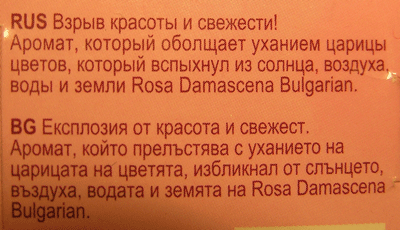 RUS Взрыв красоты и свежести!
Аромат, который оболщает уханием царицы
цветов, который вспыхнул из солнца, воздуха,
воды и земли Rosa Damascena Bulgarian.
BG Експлозия от красота и свежест.
Аромат, който прелъстява с ухането на
царицата на цветята, избликнал от слънцето,
въздуха, водата и земята на Rosa Damascena
Bulgarian.